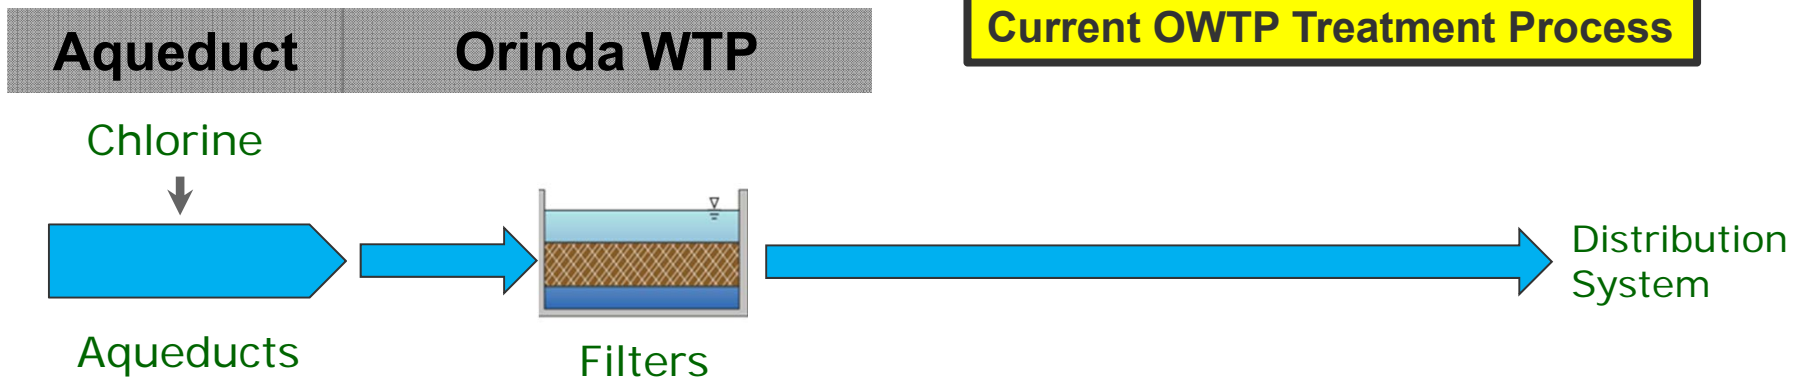 Current OWTP Treatment Process
Aqueduct
Orinda WTP
Chlorine
Aqueducts
Filters
Distribution
System